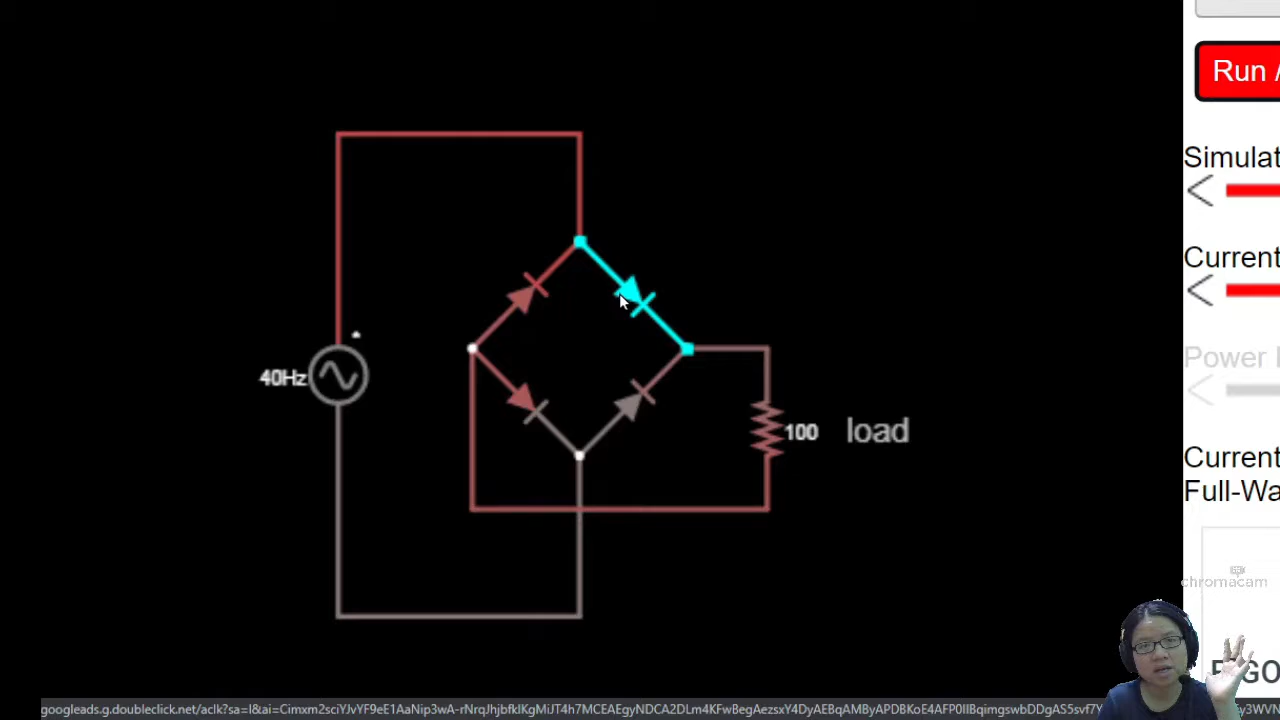 Run /
Simulat
Current
Power
Current
Full-Wa
40Hz
100
load
chromacam